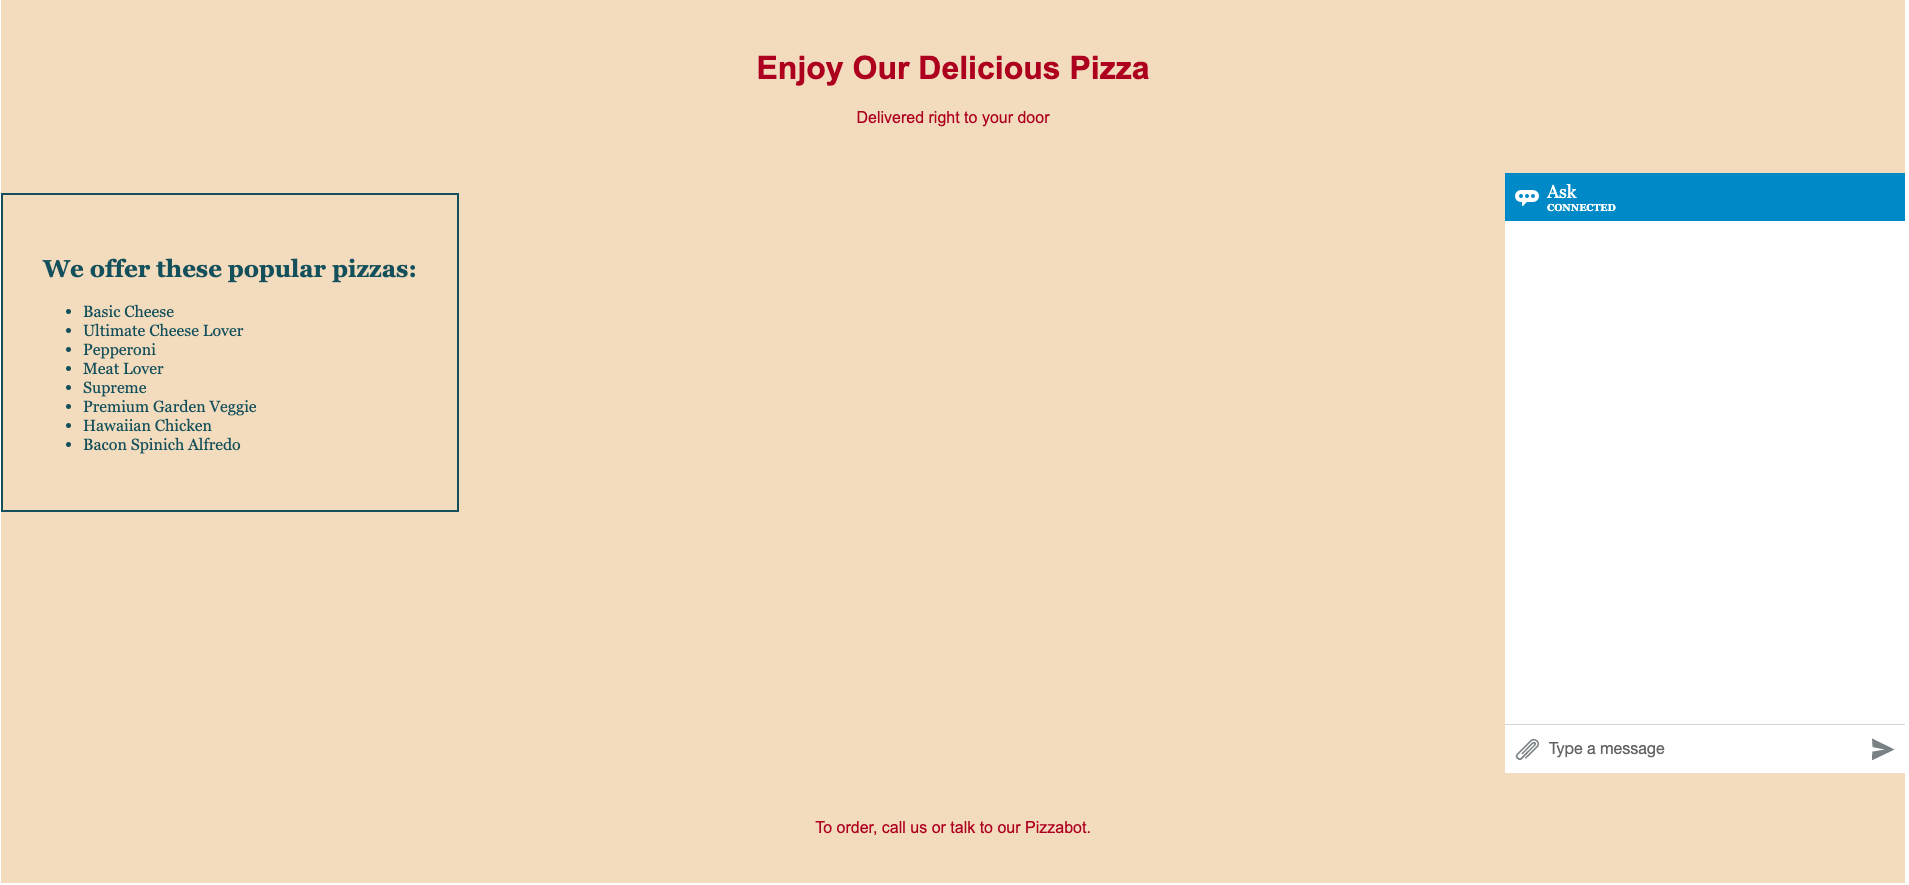 Enjoy Our Delicious Pizza
Delivered right to your door
We offer these popular pizzas:
Basic Cheese
Ultimate Cheese Lover
Pepperoni
Meat Lover
Supreme
Premium Garden Veggie
Hawaiian Chicken
Bacon Spinich Alfredo
Ask
CONNECTED
Type a message
To order, call us or talk to our Pizzabot.